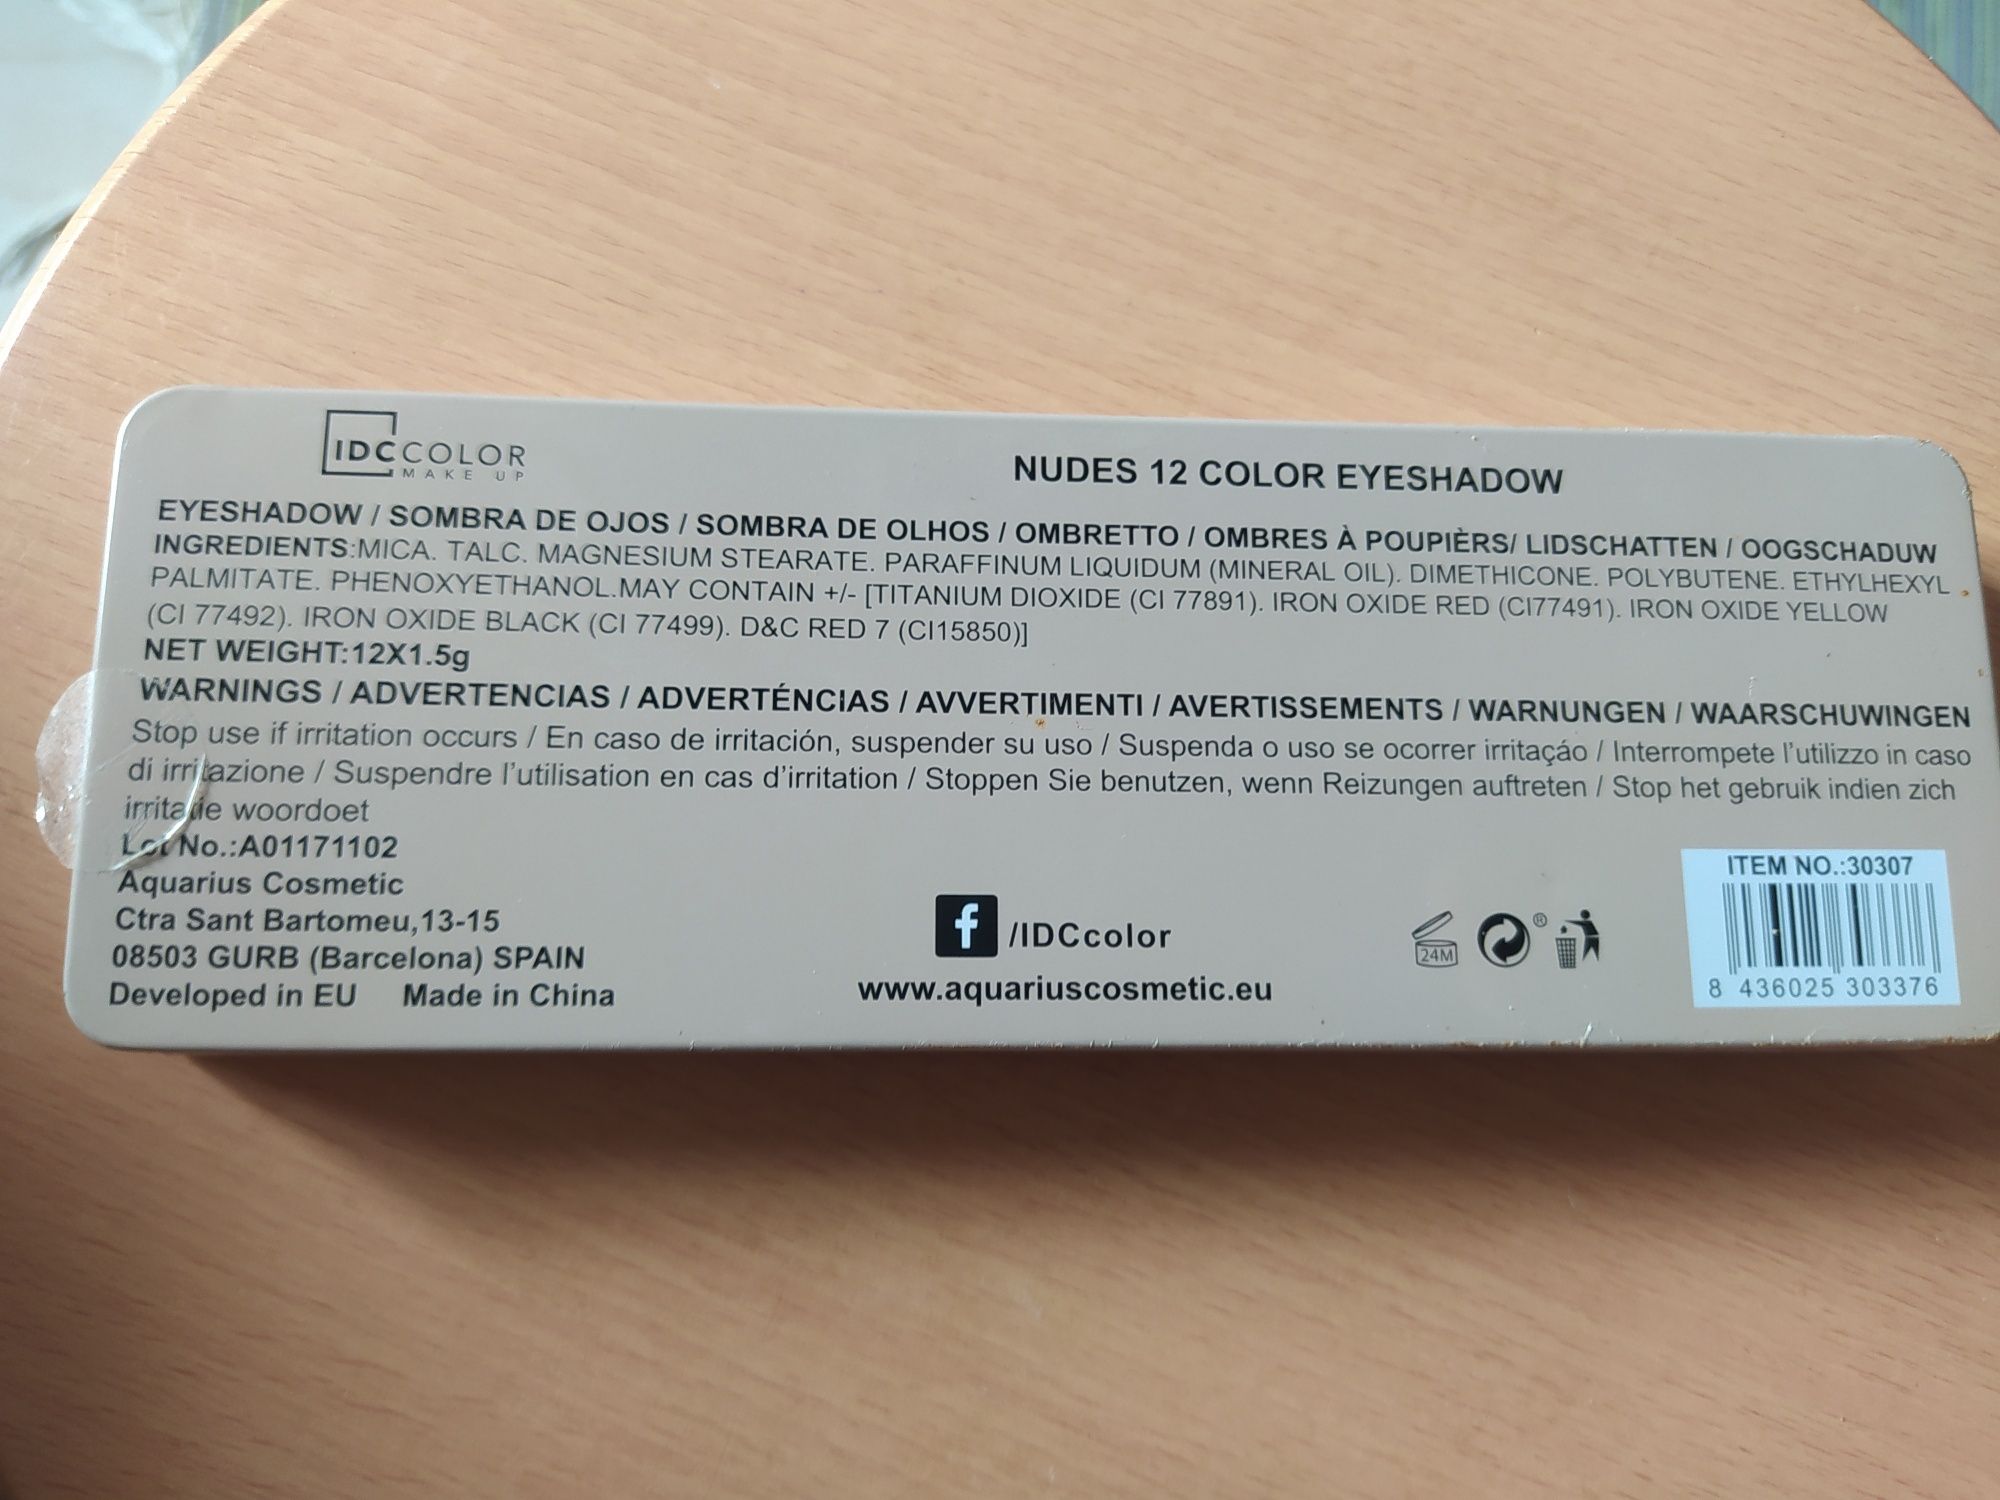 IDCCOLOR
MAKE UP
NUDES 12 COLOR EYESHADOW
EYESHADOW / SOMBRA DE OJOS / SOMBRA DE OLHOS / OMBRETTO / OMBRES À POUPIÈRS/ LIDSCHATTEN / OOGSCHADUW
INGREDIENTS:MICA. TALC. MAGNESIUM STEARATE. PARAFFINUM LIQUIDUM (MINERAL OIL). DIMETHICONE. POLYBUTENE. ETHYLHEXYL
PALMITATE. PHENOXYETHANOL.MAY CONTAIN +/- [TITANIUM DIOXIDE (CI 77891). IRON OXIDE RED (CI77491). IRON OXIDE YELLOW
(CI 77492). IRON OXIDE BLACK (CI 77499). D&C RED 7 (CI15850)]
NET WEIGHT:12X1.5g
WARNINGS / ADVERTENCIAS / ADVERTÉNCIAS / AVVERTIMENTI / AVERTISSEMENTS / WARNUNGEN / WAARSCHUWINGEN
Stop use if irritation occurs / En caso de irritación, suspender su uso / Suspenda o uso se ocorrer irritaçáo / Interrompete l'utilizzo in caso
di irritazione / Suspendre l'utilisation en cas d'irritation / Stoppen Sie benutzen, wenn Reizungen auftreten / Stop het gebruik indien zich
irritatie woordoet
Lot No.:A01171102
Aquarius Cosmetic
Ctra Sant Bartomeu,13-15
08503 GURB (Barcelona) SPAIN
Developed in EU Made in China
f /IDCcolor
www.aquariuscosmetic.eu
24M
®
ITEM NO.:30307
8 436025 303376